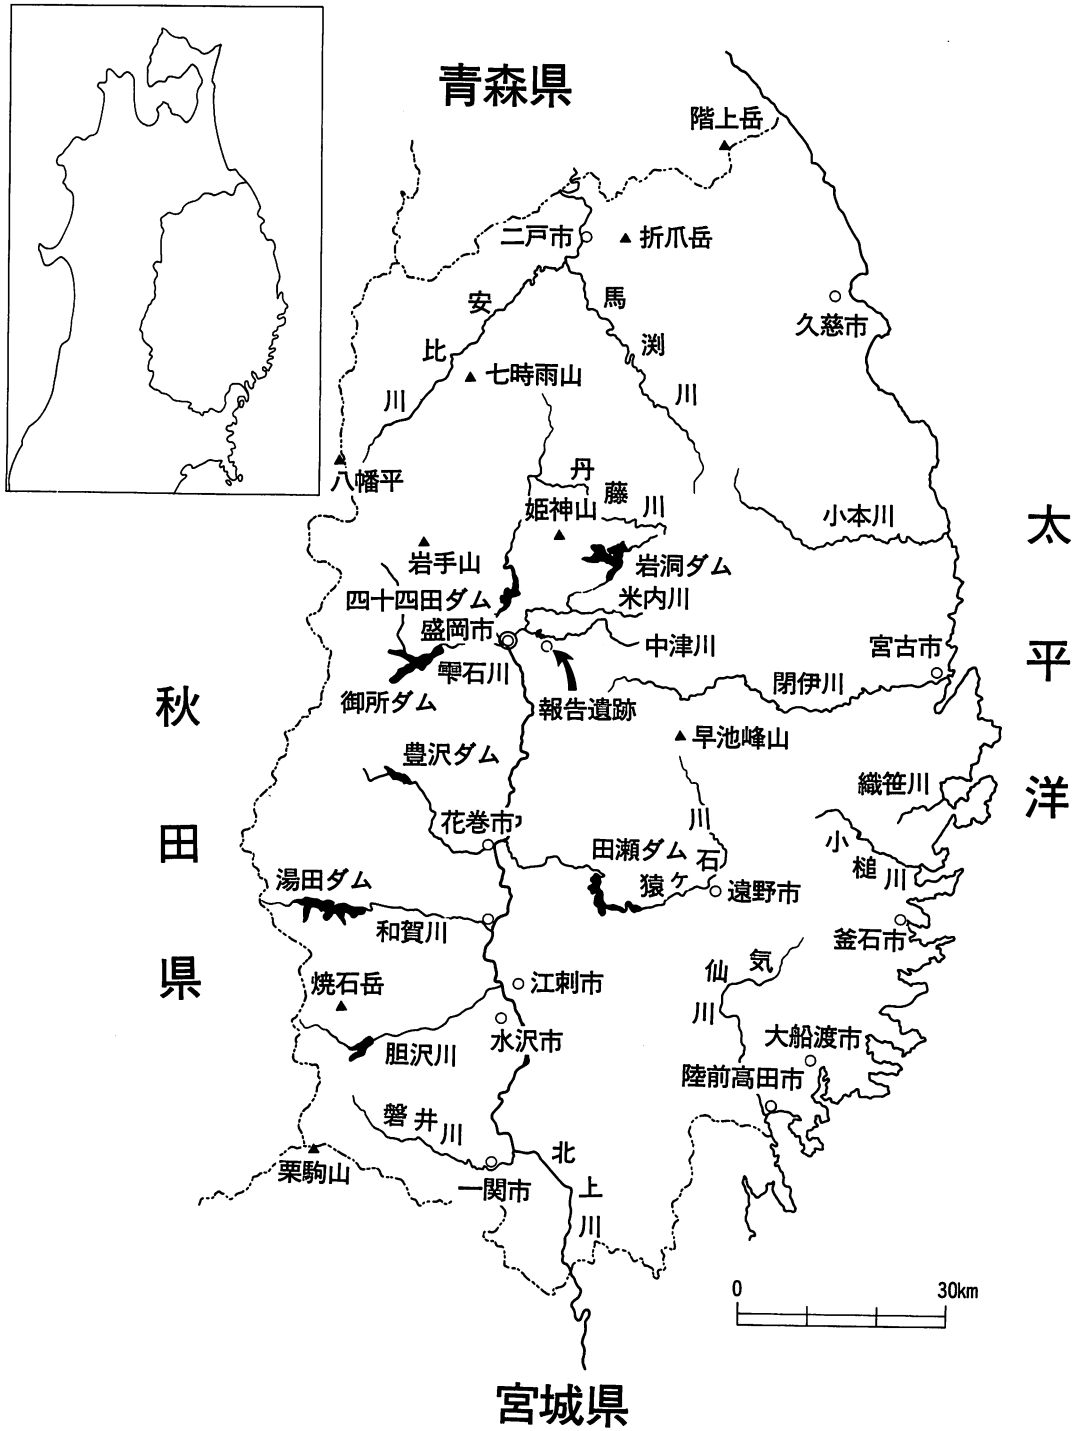 青森県
階上岳
二戸市
折爪岳
安比川
馬渕川
久慈市
七時雨山
八幡平
丹藤川
姫神山
小本川
太平洋
岩手山
岩洞ダム
四十四田ダム
米内川
盛岡市
中津川
雫石川
宮古市
閉伊川
御所ダム
報告遺跡
秋田県
早池峰山
豊沢ダム
織笠川
花巻市
小槌川
田瀬ダム
猿ヶ石川
湯田ダム
遠野市
和賀川
釜石市
焼石岳
江刺市
気仙川
水沢市
胆沢川
大船渡市
陸前高田市
磐井川
栗駒山
一関市
北上川
0 30km
宮城県